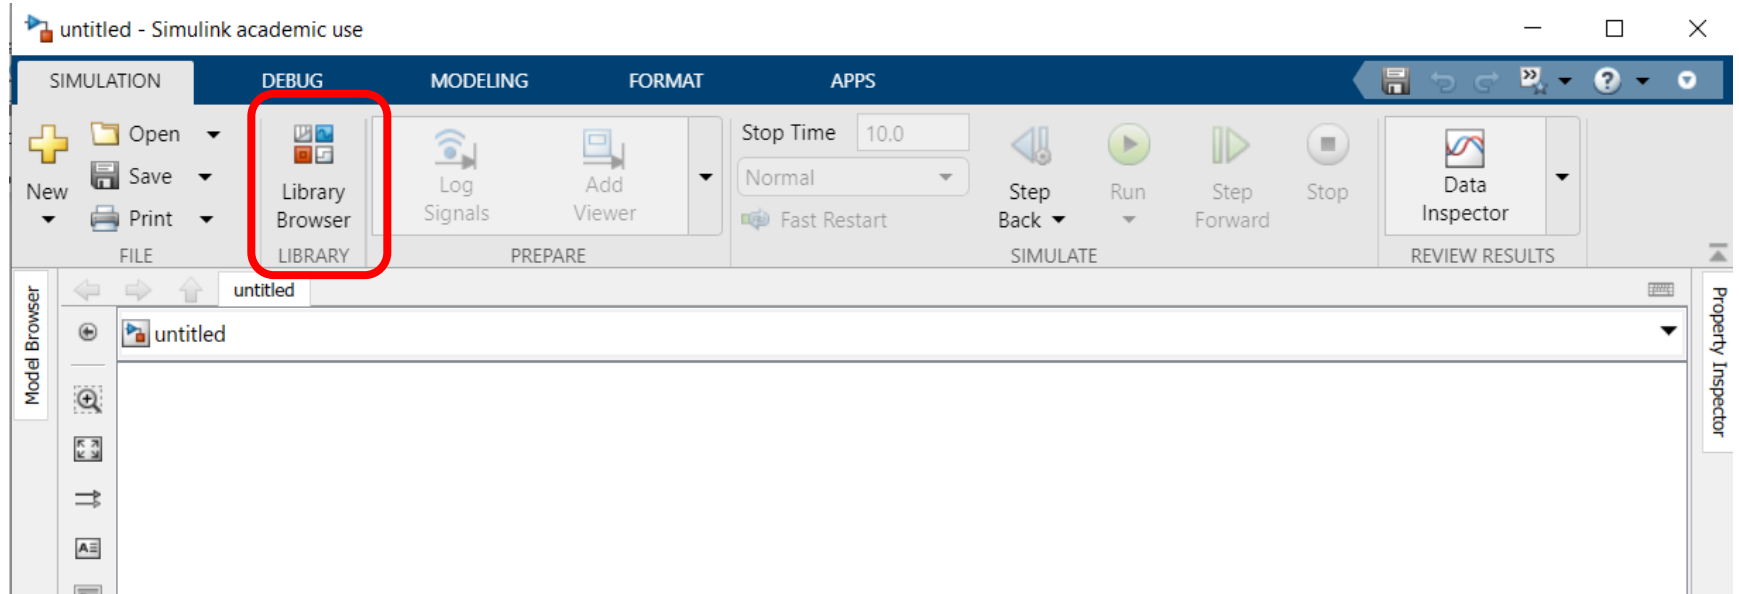 untitled - Simulink academic use
SIMULATION DEBUG MODELING FORMAT APPS
New
Open
Save
Print
FILE
Library
Browser
LIBRARY
Log
Signals
Add
Viewer
PREPARE
Stop Time 10.0
Normal
Fast Restart
Step
Back
Run
Step
Forward
Stop
SIMULATE
Data
Inspector
REVIEW RESULTS
Model Browser
untitled
untitled
Property Inspector